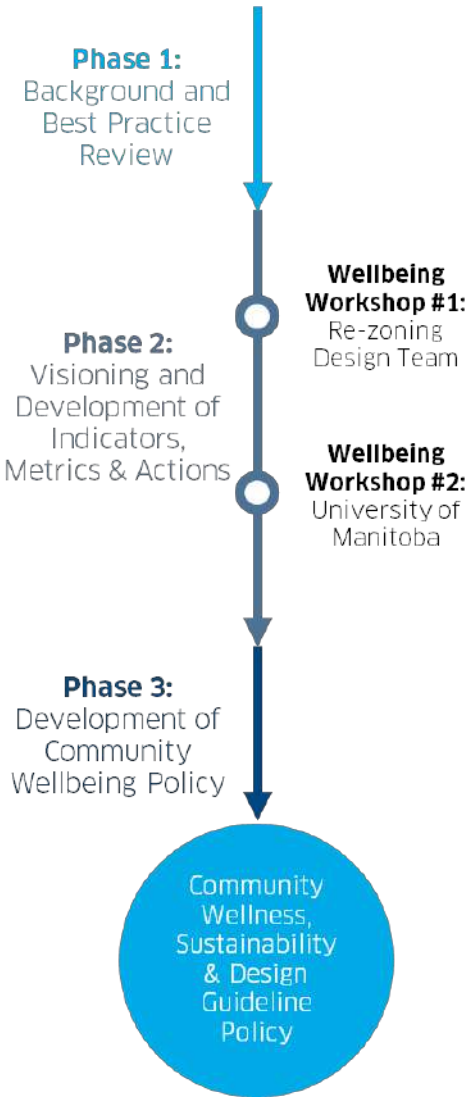 Phase 1:
Background and
Best Practice
Review
Wellbeing
Workshop #1:
Re-zoning
Design Team
Phase 2:
Visioning and
Development of
Indicators,
Metrics & Actions
Wellbeing
Workshop #2:
University of
Manitoba
Phase 3:
Development of
Community
Wellbeing Policy
Community
Wellness,
Sustainability
& Design
Guideline
Policy